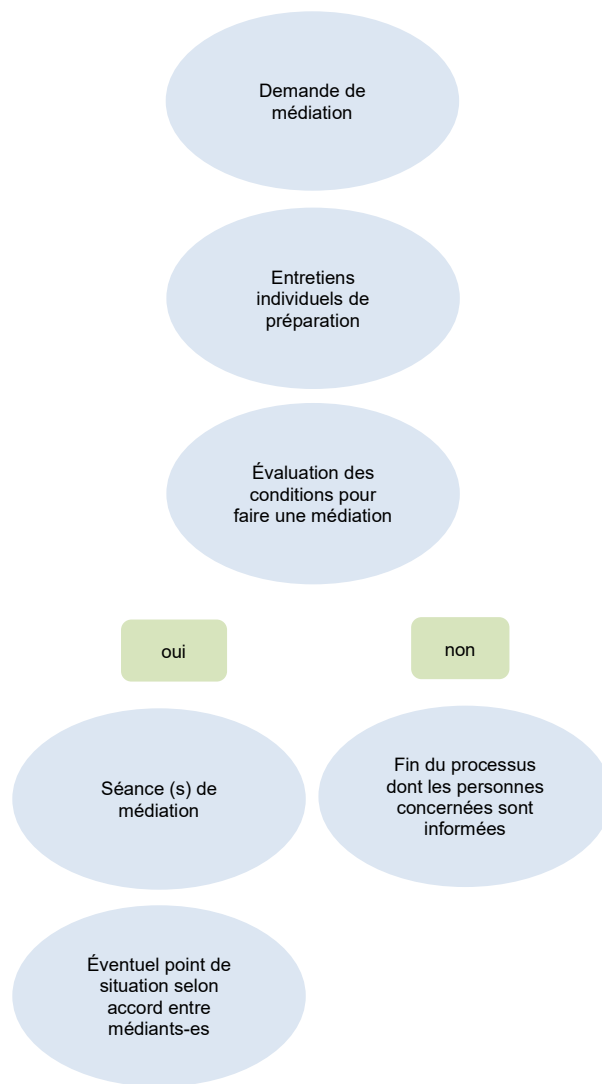 Demande de
médiation
Entretiens
individuels de
préparation
Évaluation des
conditions pour
faire une médiation
oui
non
Séance (s) de
médiation
Fin du processus
dont les personnes
concernées sont
informées
Éventuel point de
situation selon
accord entre
médiants-es